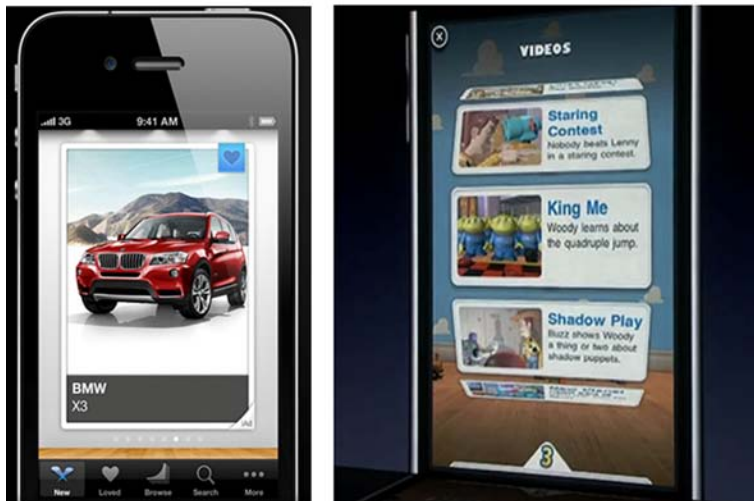 3G
9:41 AM
BMW
X3
iAd
New
Loved
Browse
Search
More
X
VIDEOS
Staring
Contest
Nobody beats Lenny
in a staring contest.
King Me
Woody learns about
the quadruple jump.
Shadow Play
Buzz shows Woody
a thing or two about
shadow puppets.
3